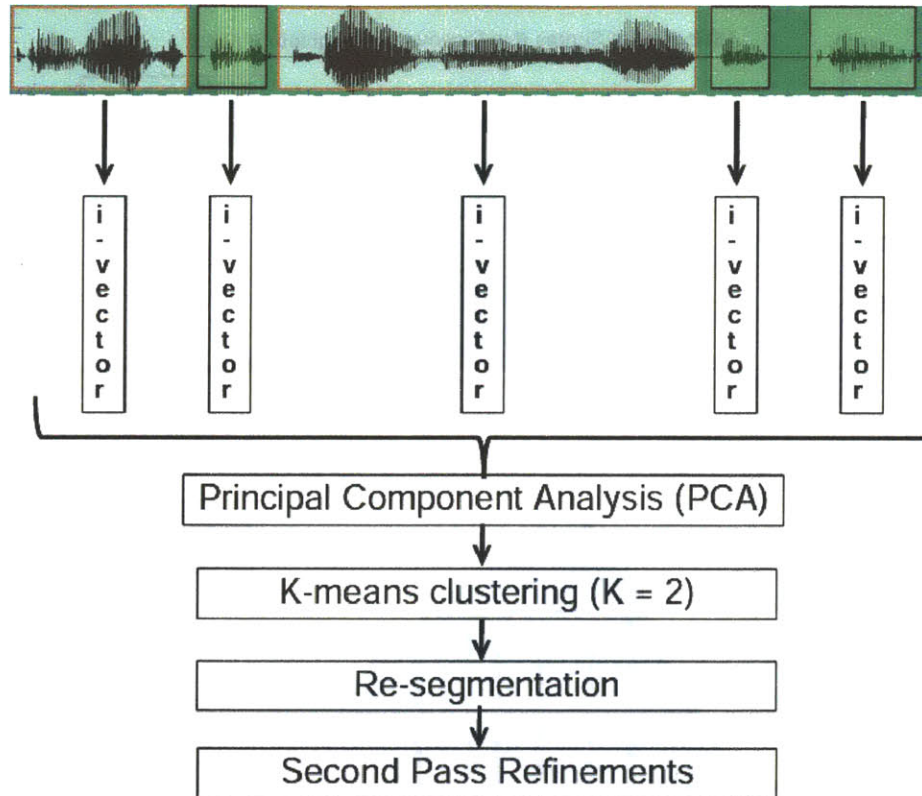 i-vector
i-vector
i-vector
i-vector
i-vector
Principal Component Analysis (PCA)
K-means clustering (K = 2)
Re-segmentation
Second Pass Refinements